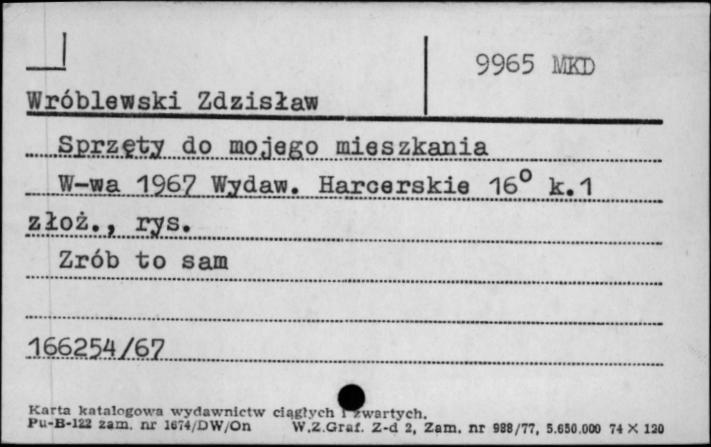 9965 MKD
Wróblewski Zdzisław
Sprzęty do mojego mieszkania
W-wa 1967 Wydaw. Harcerskie 16° k.1
złoż., rys.
Zrób to sam
166254/67
Karta katalogowa wydawnictw ciągłych i zwartych.
Pu-B-122 zam. nr 1674/DW/On W.Z.Graf. Z-d 2, Zam. nr 988/77, 5.650.000 74 X 120